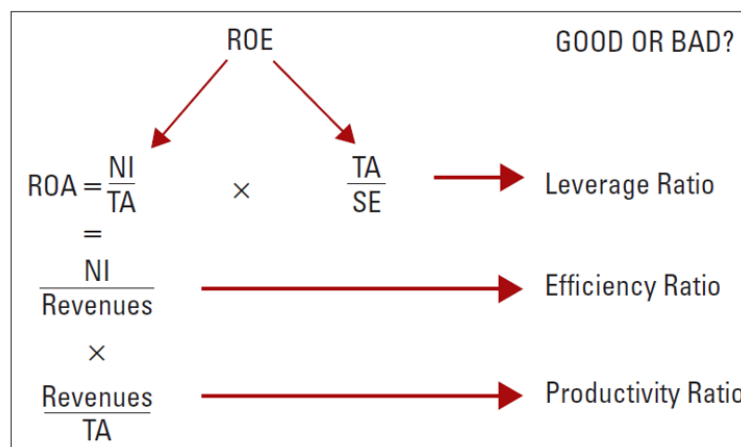 ROE GOOD OR BAD?
ROA = NI/TA × TA/SE Leverage Ratio
=
NI/Revenues Efficiency Ratio
×
Revenues/TA Productivity Ratio